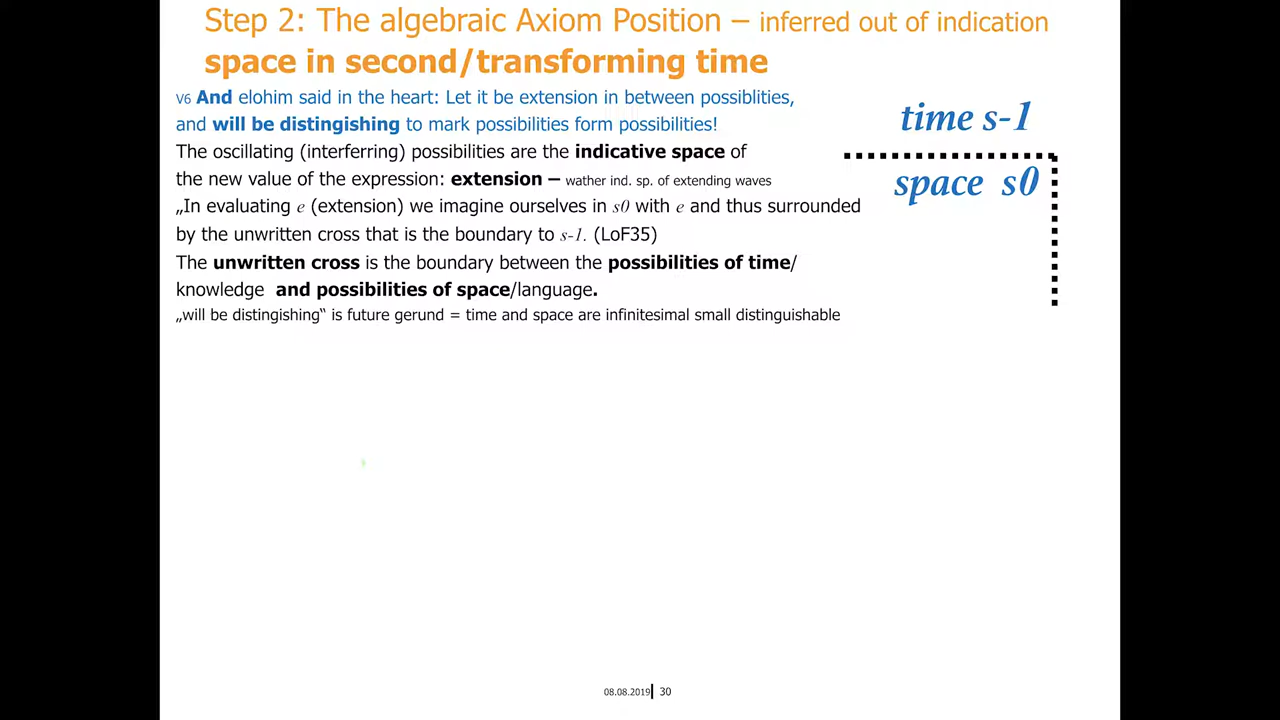 Step 2: The algebraic Axiom Position – inferred out of indication
space in second/transforming time
V6 And elohim said in the heart: Let it be extension in between possiblities,
and will be distingishing to mark possibilities form possibilities!
The oscillating (interferring) possibilities are the indicative space of
the new value of the expression: extension – wather ind. sp. of extending waves
„In evaluating e (extension) we imagine ourselves in s0 with e and thus surrounded
by the unwritten cross that is the boundary to s-1. (LoF35)
The unwritten cross is the boundary between the possibilities of time/
knowledge and possibilities of space/language.
„will be distingishing“ is future gerund = time and space are infinitesimal small distinguishable
time s-1
space s0
08.08.2019 30